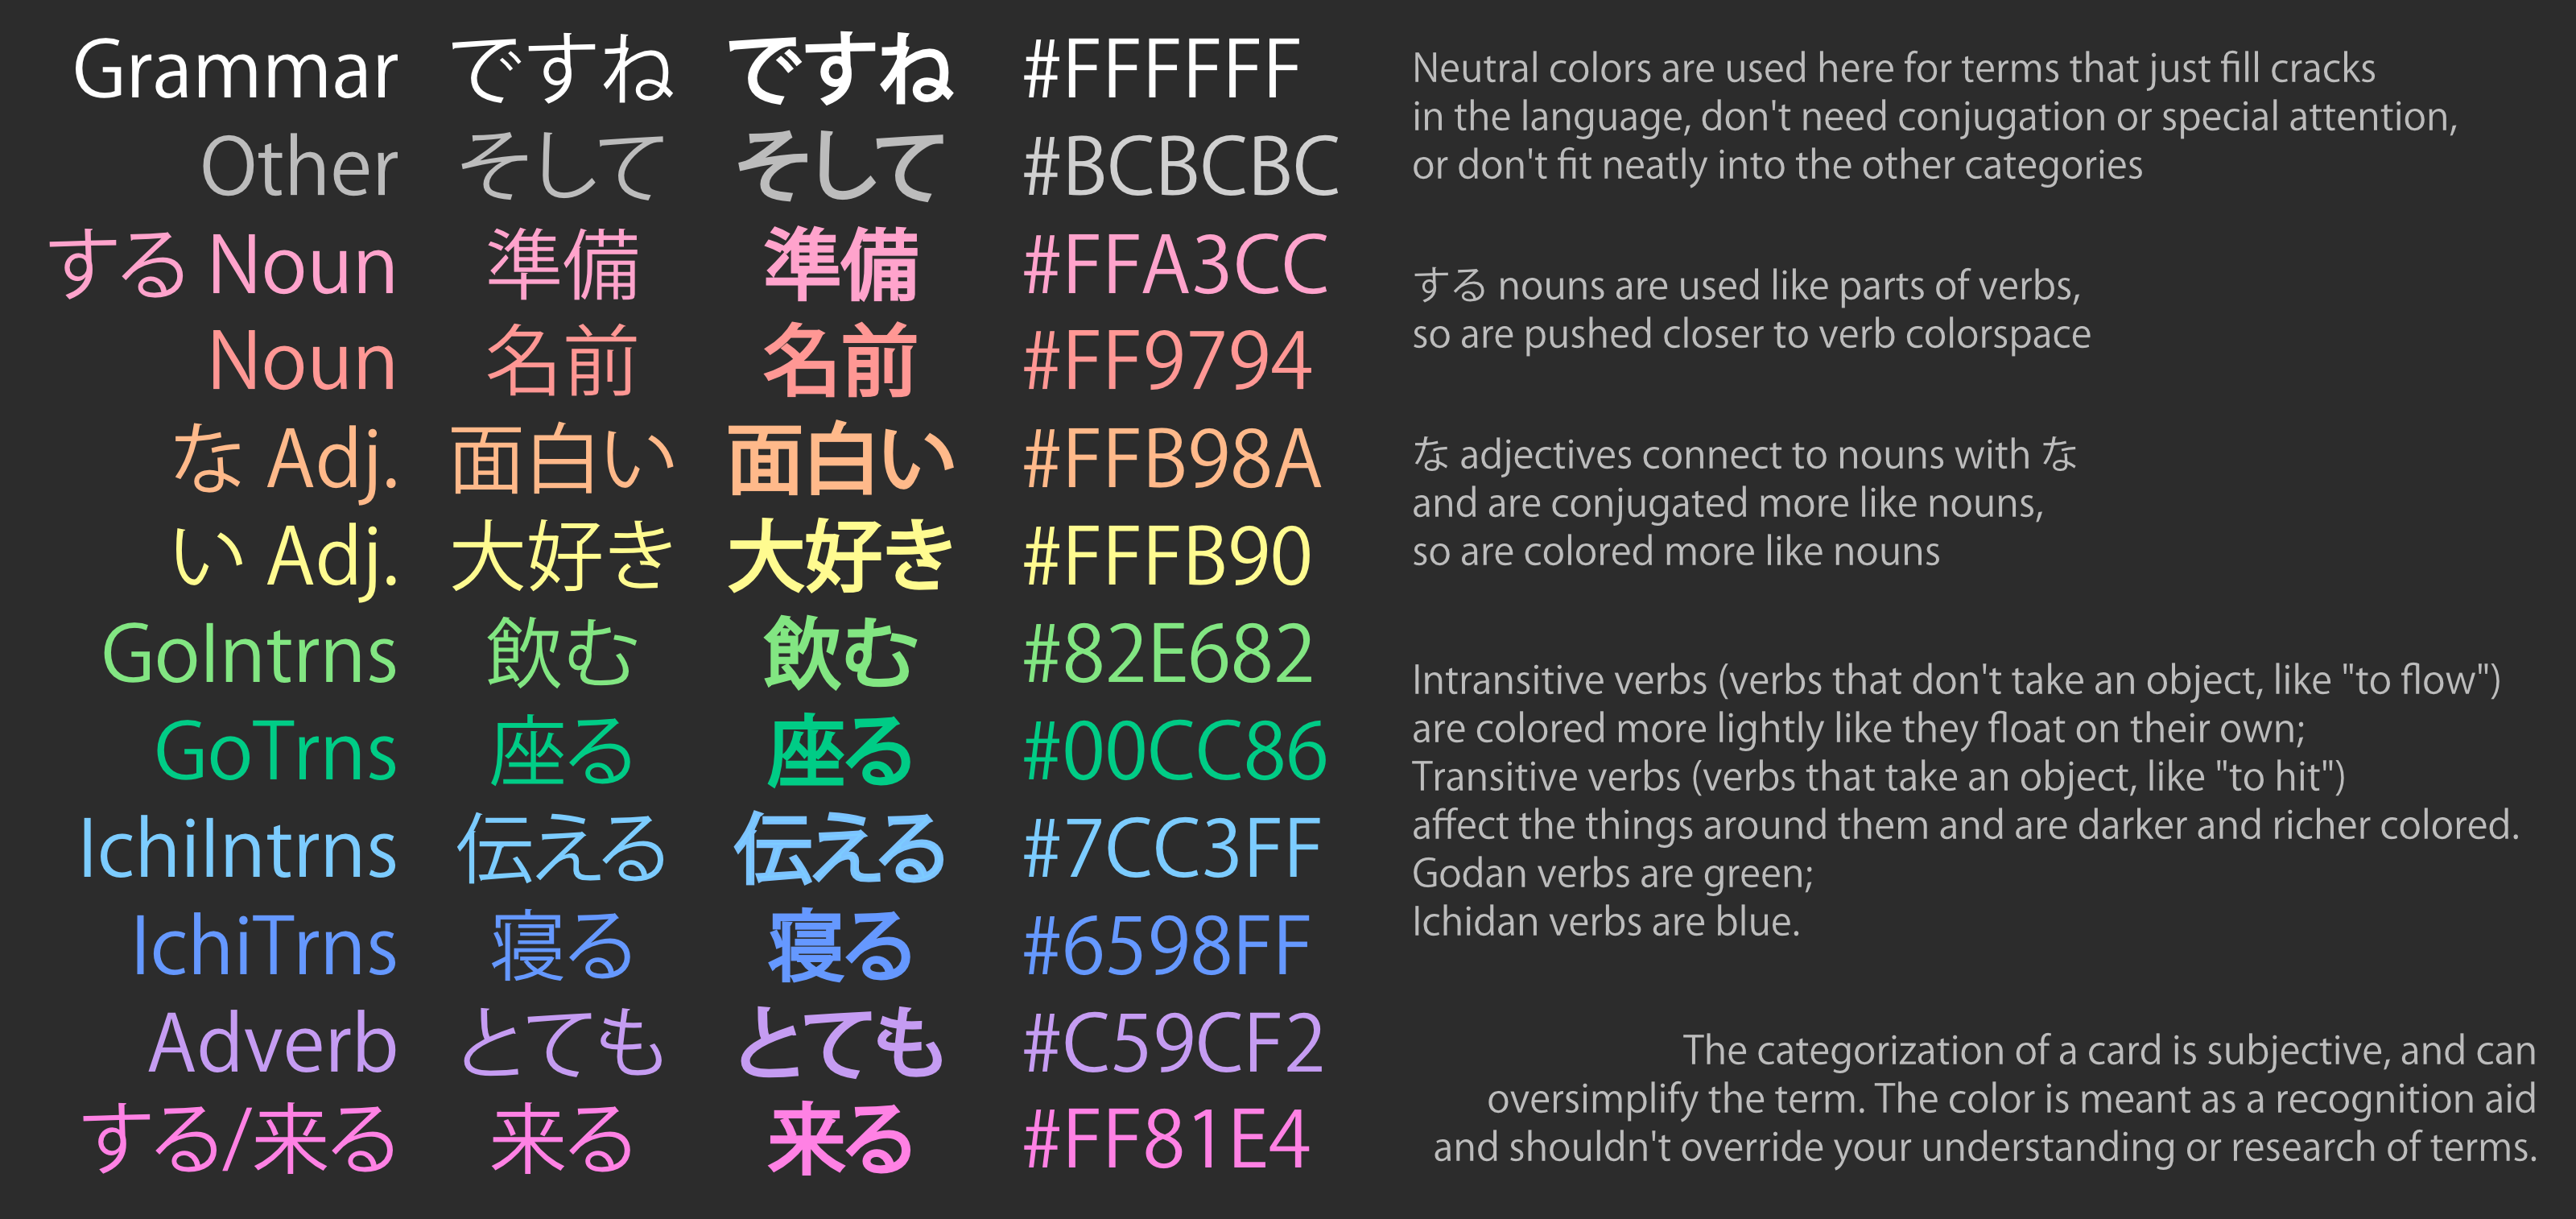 Grammar ですね ですね #FFFFFF
Other そして そして #BCBCBC
する Noun 準備 準備 #FFA3CC
Noun 名前 名前 #FF9794
な Adj. 面白い 面白い #FFB98A
い Adj. 大好き 大好き #FFFB90
GoIntrns 飲む 飲む #82E682
GoTrns 座る 座る #00CC86
IchiIntrns 伝える 伝える #7CC3FF
IchiTrns 寝る 寝る #6598FF
Adverb とても とても #C59CF2
する/来る 来る 来る #FF81E4
Neutral colors are used here for terms that just fill cracks
in the language, don't need conjugation or special attention,
or don't fit neatly into the other categories
する nouns are used like parts of verbs,
so are pushed closer to verb colorspace
な adjectives connect to nouns with な
and are conjugated more like nouns,
so are colored more like nouns
Intransitive verbs (verbs that don't take an object, like "to flow")
are colored more lightly like they float on their own;
Transitive verbs (verbs that take an object, like "to hit")
affect the things around them and are darker and richer colored.
Godan verbs are green;
Ichidan verbs are blue.
The categorization of a card is subjective, and can
oversimplify the term. The color is meant as a recognition aid
and shouldn't override your understanding or research of terms.